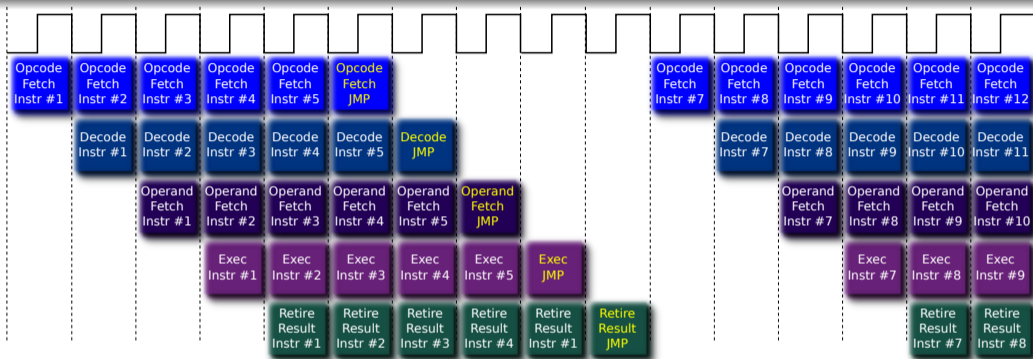 Opcode
Fetch
Instr #1
Opcode
Fetch
Instr #2
Opcode
Fetch
Instr #3
Opcode
Fetch
Instr #4
Opcode
Fetch
Instr #5
Opcode
Fetch
JMP
Opcode
Fetch
Instr #7
Opcode
Fetch
Instr #8
Opcode
Fetch
Instr #9
Opcode
Fetch
Instr #10
Opcode
Fetch
Instr #11
Opcode
Fetch
Instr #12
Decode
Instr #1
Decode
Instr #2
Decode
Instr #3
Decode
Instr #4
Decode
Instr #5
Decode
JMP
Decode
Instr #7
Decode
Instr #8
Decode
Instr #9
Decode
Instr #10
Decode
Instr #11
Operand
Fetch
Instr #1
Operand
Fetch
Instr #2
Operand
Fetch
Instr #3
Operand
Fetch
Instr #4
Operand
Fetch
Instr #5
Operand
Fetch
JMP
Operand
Fetch
Instr #7
Operand
Fetch
Instr #8
Operand
Fetch
Instr #9
Operand
Fetch
Instr #10
Exec
Instr #1
Exec
Instr #2
Exec
Instr #3
Exec
Instr #4
Exec
Instr #5
Exec
JMP
Exec
Instr #7
Exec
Instr #8
Exec
Instr #9
Retire
Result
Instr #1
Retire
Result
Instr #2
Retire
Result
Instr #3
Retire
Result
Instr #4
Retire
Result
Instr #1
Retire
Result
JMP
Retire
Result
Instr #7
Retire
Result
Instr #8